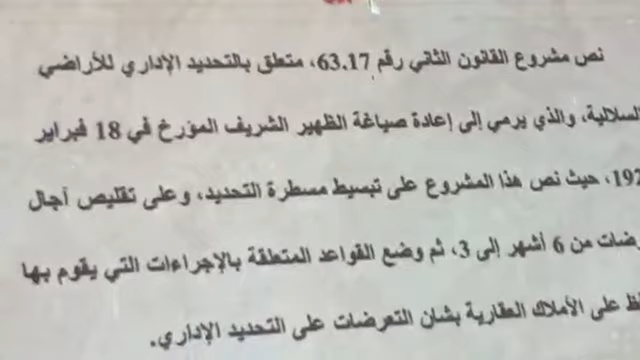 نص مشروع القانون الثاني رقم 63.17، متعلق بالتحديد الإداري للأراضي
السلالية، والذي يرمي إلى إعادة صياغة الظهير الشريف المؤرخ في 18 فبراير
حيث نص هذا المشروع على تبسيط مسطرة التحديد، وعلى تقليص آجال
من 6 أشهر إلى 3، ثم وضع القواعد المتعلقة بالإجراءات التي يقوم بها
على الأملاك العقارية بشان التعرضات على التحديد الإداري.